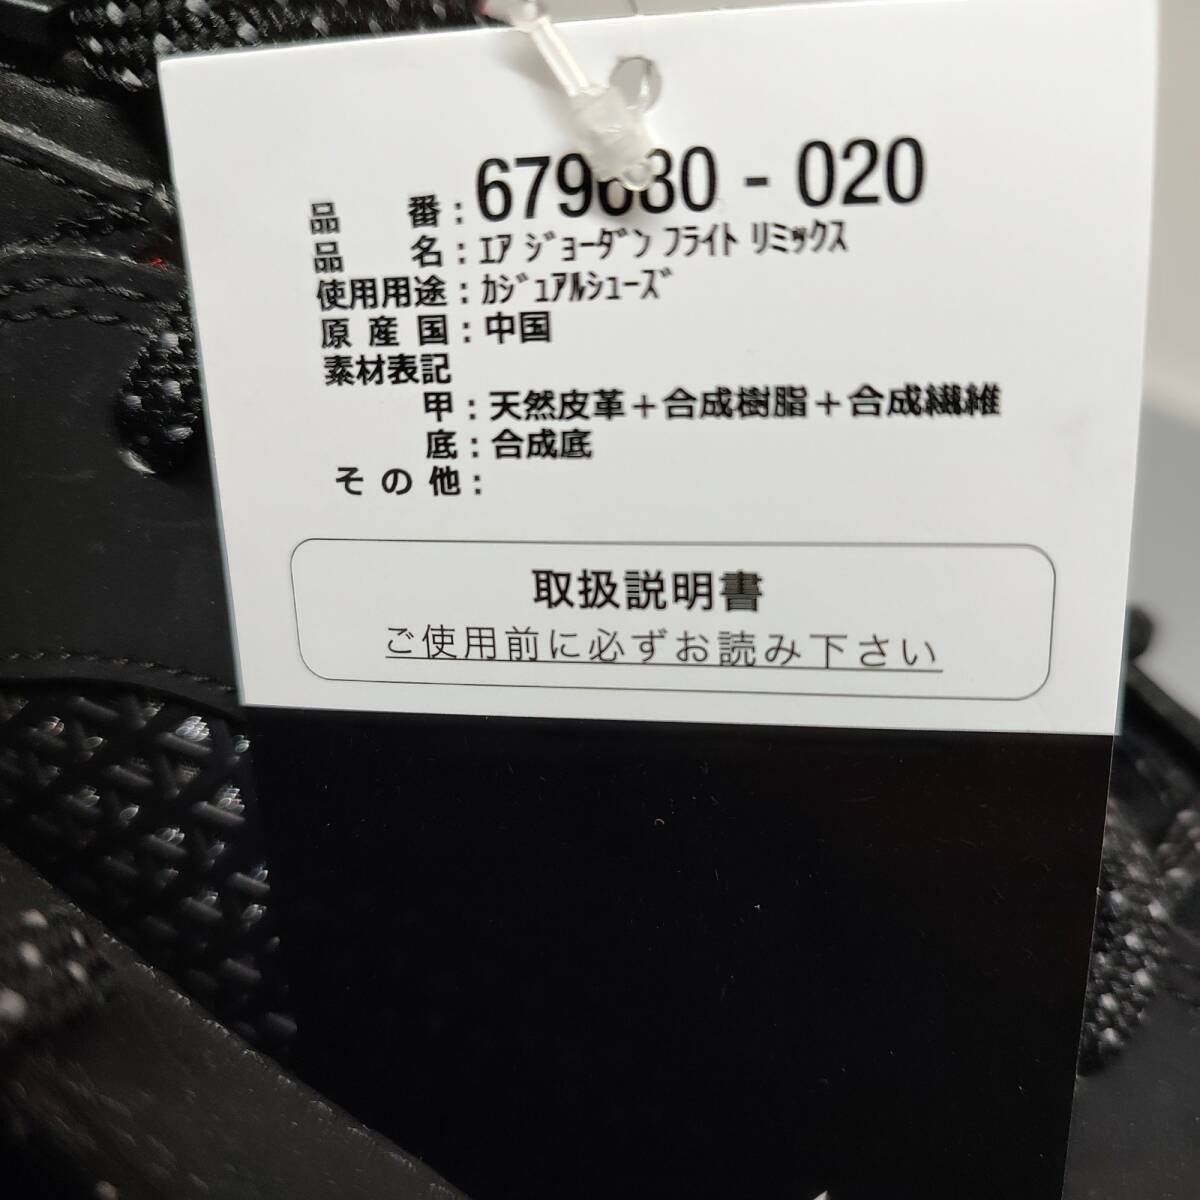 品番:679680-020
品名:ｴｱ ｼﾞｮｰﾀﾞﾝ ﾌﾗｲﾄ ﾘﾐｯｸｽ
使用用途:ｶｼﾞｭｱﾙｼｭｰｽﾞ
原産国:中国
素材表記
甲:天然皮革+合成樹脂+合成繊維
底:合成底
その他:
取扱説明書
ご使用前に必ずお読み下さい